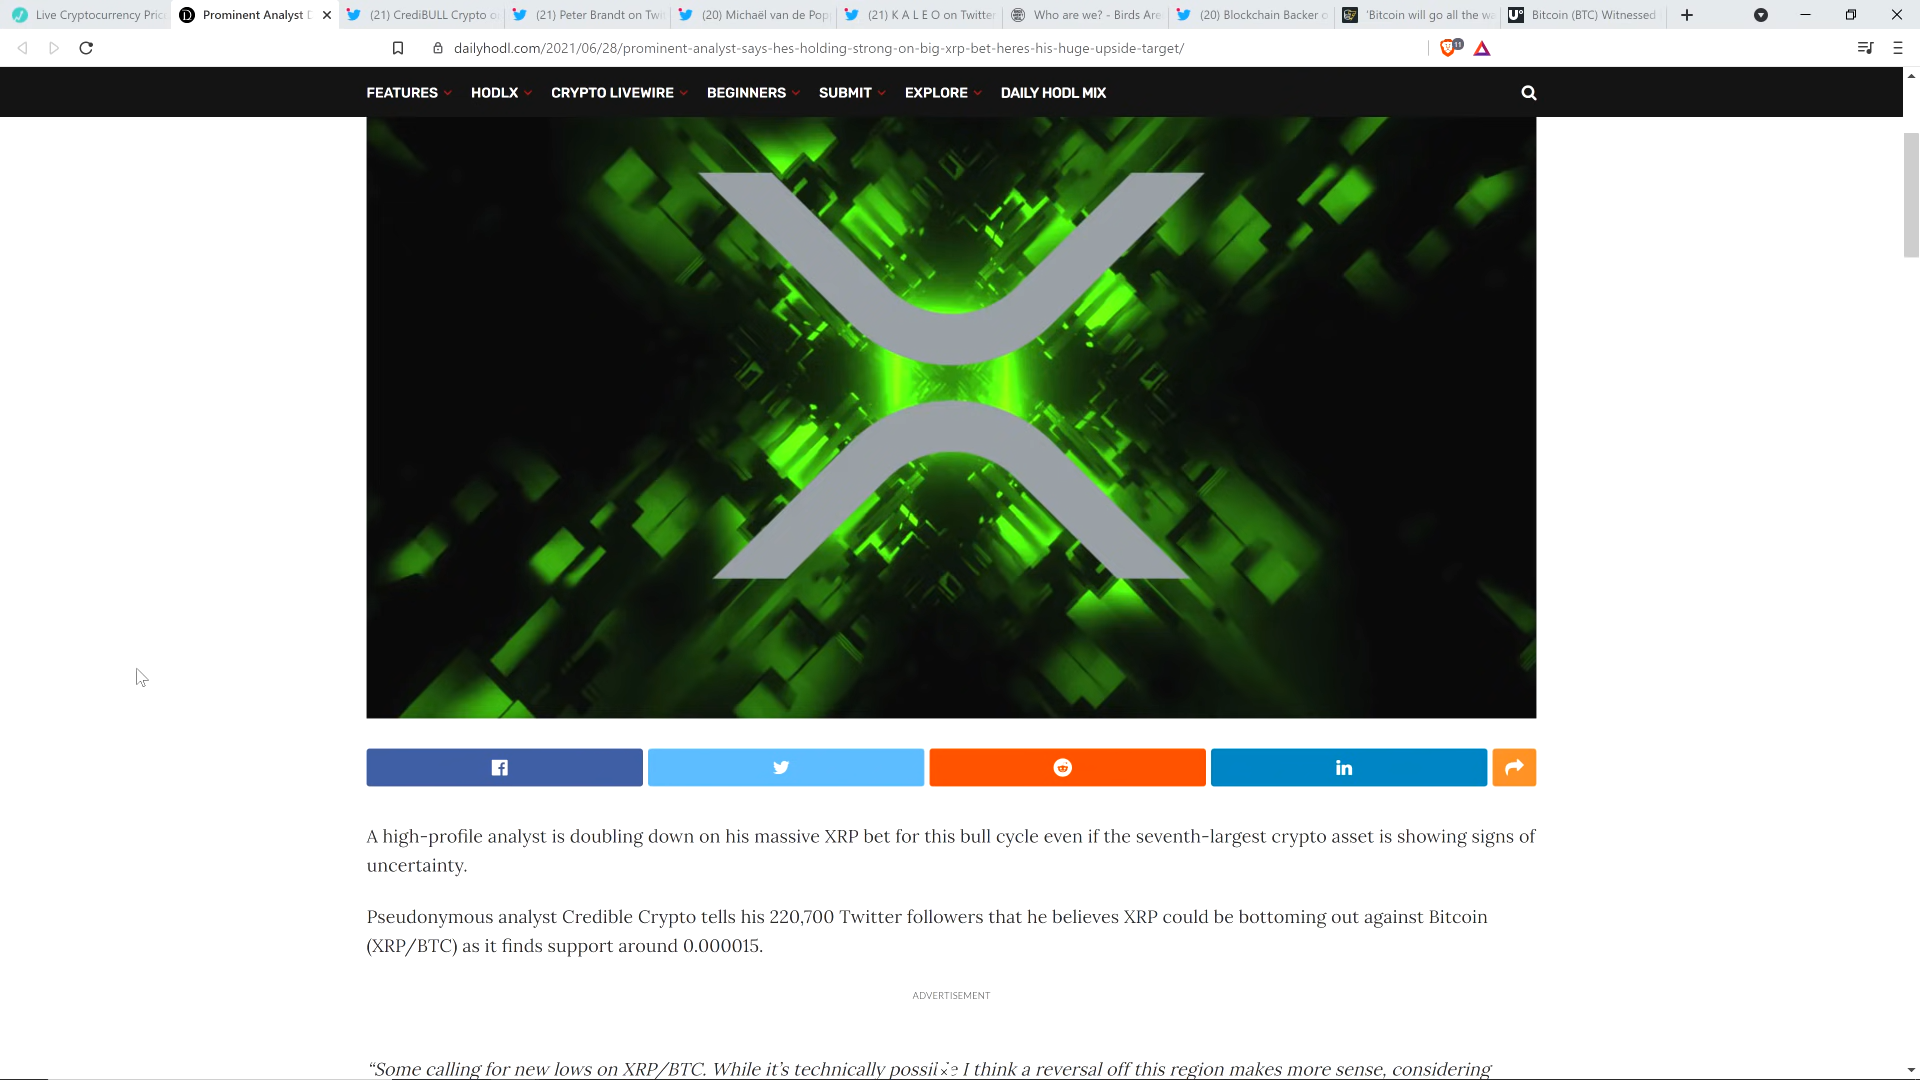 Live Cryptocurrency Pric
Prominent Analyst D
(21) CrediBULL Crypto o
(21) Peter Brandt on Twi
(20) Michaël van de Pop
(21) K A L E O on Twitter
Who are we? - Birds Are
(20) Blockchain Backer o
'Bitcoin will go all the wa
Bitcoin (BTC) Witnessed
dailyhodl.com/2021/06/28/prominent-analyst-says-hes-holding-strong-on-big-xrp-bet-heres-his-huge-upside-target/
11
FEATURES HODLX CRYPTO LIVEWIRE BEGINNERS SUBMIT EXPLORE DAILY HODL MIX
A high-profile analyst is doubling down on his massive XRP bet for this bull cycle even if the seventh-largest crypto asset is showing signs of
uncertainty.
Pseudonymous analyst Credible Crypto tells his 220,700 Twitter followers that he believes XRP could be bottoming out against Bitcoin
(XRP/BTC) as it finds support around 0.000015.
ADVERTISEMENT
“Some calling for new lows on XRP/BTC. While it’s technically possible I think a reversal off this region makes more sense, considering